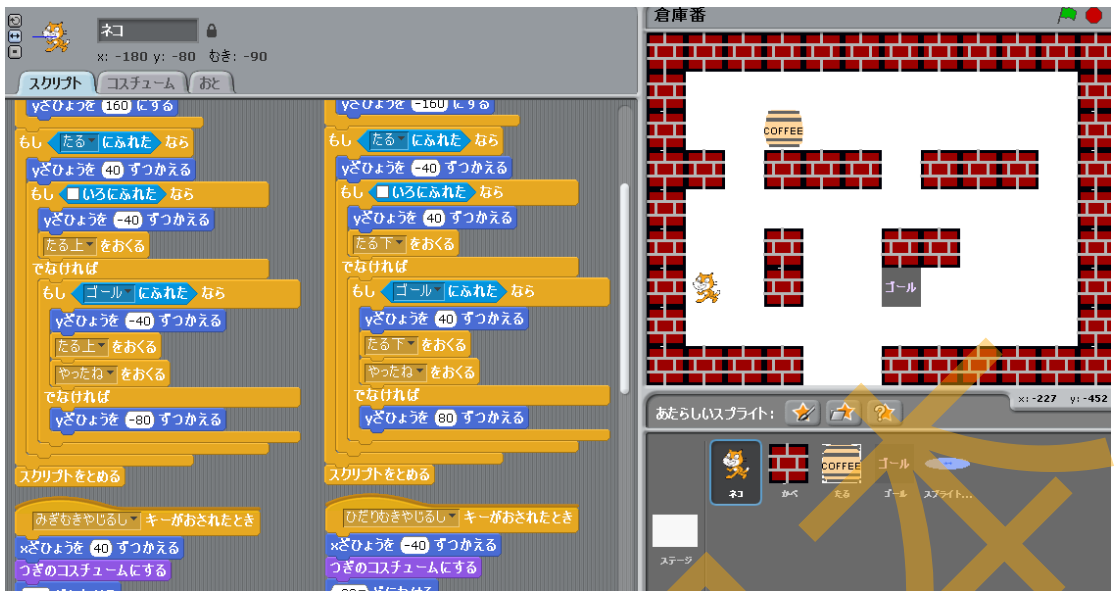 ネコ
x: -180 y: -80 むき: -90
スクリプト コスチューム おと
yざひょうを 160 にする
もし たる にふれた なら
yざひょうを 40 ずつかえる
もし いろにふれた なら
yざひょうを -40 ずつかえる
たる上 をおくる
でなければ
もし ゴール にふれた なら
yざひょうを -40 ずつかえる
たる上 をおくる
やったね をおくる
でなければ
yざひょうを -80 ずつかえる
スクリプトをとめる
みぎむきやじるし キーがおされたとき
xざひょうを 40 ずつかえる
つぎのコスチュームにする
yざひょうを -160 にする
もし たる にふれた なら
yざひょうを -40 ずつかえる
もし いろにふれた なら
yざひょうを 40 ずつかえる
たる下 をおくる
でなければ
もし ゴール にふれた なら
yざひょうを 40 ずつかえる
たる下 をおくる
やったね をおくる
でなければ
yざひょうを 80 ずつかえる
スクリプトをとめる
ひだりむきやじるし キーがおされたとき
xざひょうを -40 ずつかえる
つぎのコスチュームにする
倉庫番
COFFEE
ゴール
x: -227 y: -452
あたらしいスプライト:
COFFEE
ゴール
ネコ かべ たる ゴール スプライト...
ステージ